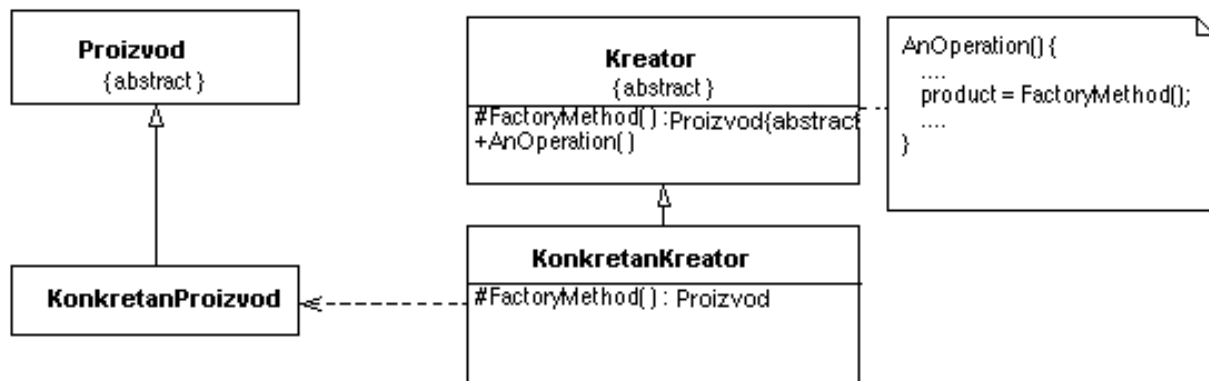 Proizvod
{abstract}
Kreator
{abstract}
#FactoryMethod() :Proizvod{abstract
+AnOperation()
AnOperation() {
....
product = FactoryMethod();
....
}
KonkretanProizvod
KonkretanKreator
#FactoryMethod() : Proizvod